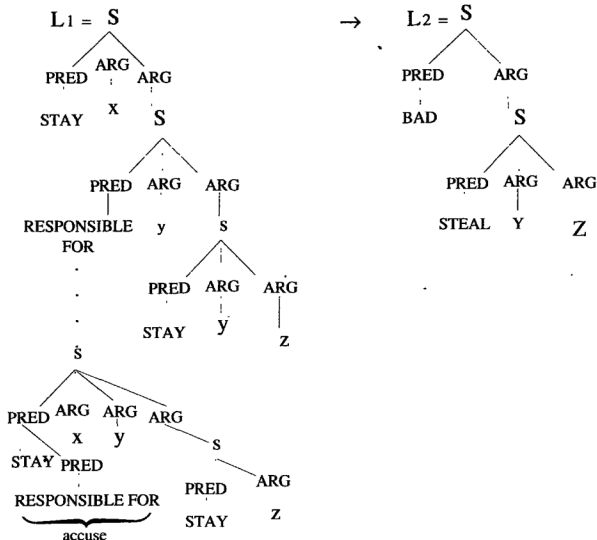 L1 = S → L2 = S
PRED ARG ARG PRED ARG
STAY x S BAD S
PRED ARG ARG PRED ARG ARG
RESPONSIBLE FOR y s STEAL Y Z
PRED ARG ARG
STAY y z
s
PRED ARG ARG ARG
x y s
STAY PRED ARG
RESPONSIBLE FOR PRED z
accuse STAY